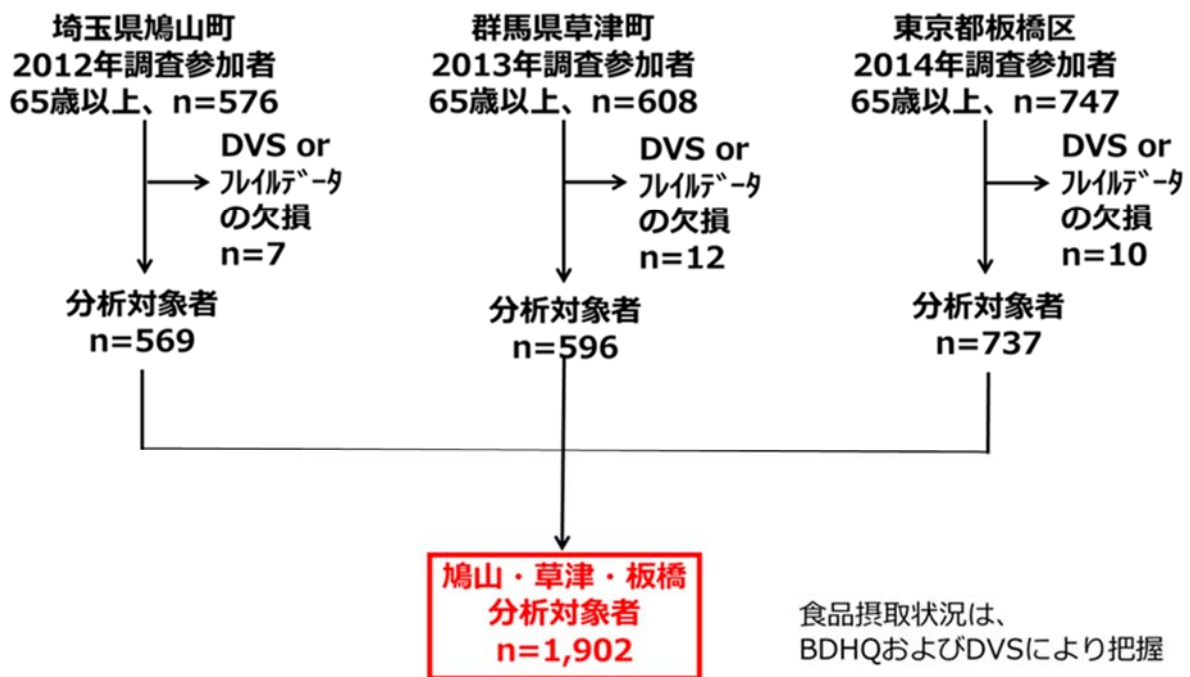 埼玉県鳩山町
2012年調査参加者
65歳以上、n=576
群馬県草津町
2013年調査参加者
65歳以上、n=608
東京都板橋区
2014年調査参加者
65歳以上、n=747
DVS or
ﾌﾚｲﾙﾃﾞｰﾀ
の欠損
n=7
DVS or
ﾌﾚｲﾙﾃﾞｰﾀ
の欠損
n=12
DVS or
ﾌﾚｲﾙﾃﾞｰﾀ
の欠損
n=10
分析対象者
n=569
分析対象者
n=596
分析対象者
n=737
鳩山・草津・板橋
分析対象者
n=1,902
食品摂取状況は、
BDHQおよびDVSにより把握